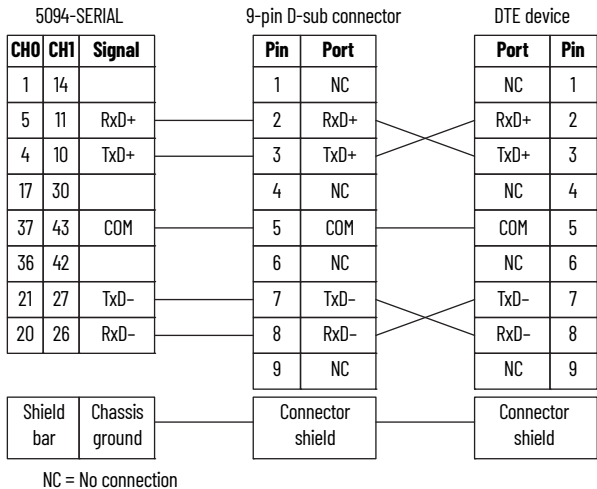 5094-SERIAL 9-pin D-sub connector DTE device
CH0 CH1 Signal Pin Port Port Pin
1 14 1 NC NC 1
5 11 RxD+ 2 RxD+ RxD+ 2
4 10 TxD+ 3 TxD+ TxD+ 3
17 30 4 NC NC 4
37 43 COM 5 COM COM 5
36 42 6 NC NC 6
21 27 TxD− 7 TxD− TxD− 7
20 26 RxD− 8 RxD− RxD− 8
9 NC NC 9
Shield Chassis Connector Connector
bar ground shield shield
NC = No connection